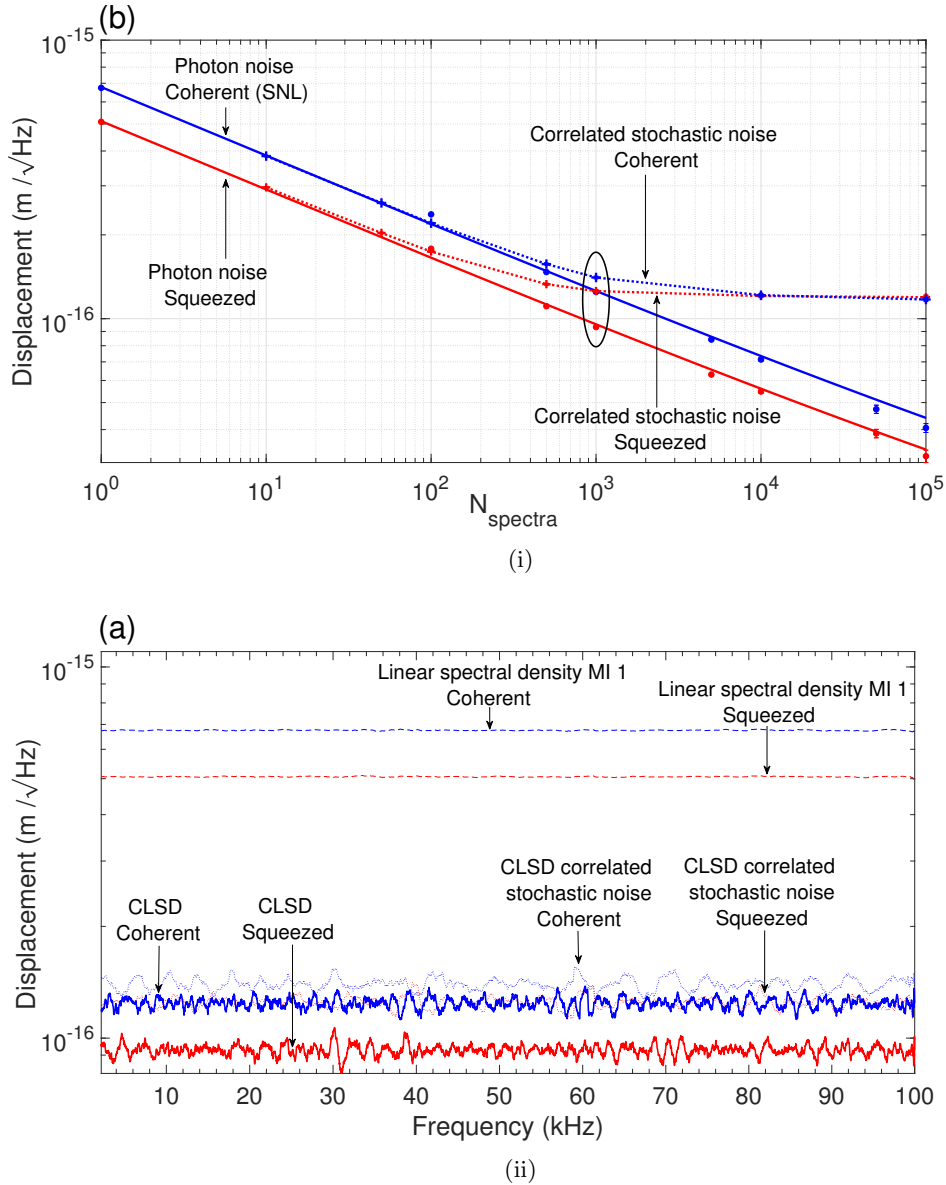 (b)
10^-15
Photon noise
Coherent (SNL)
Correlated stochastic noise
Coherent
Displacement (m /√Hz)
Photon noise
Squeezed
10^-16
Correlated stochastic noise
Squeezed
10^0
10^1
10^2
10^3
10^4
10^5
N_spectra
(i)
(a)
10^-15
Linear spectral density MI 1
Coherent
Linear spectral density MI 1
Squeezed
Displacement (m /√Hz)
CLSD
Coherent
CLSD
Squeezed
CLSD correlated
stochastic noise
Coherent
CLSD correlated
stochastic noise
Squeezed
10^-16
10
20
30
40
50
60
70
80
90
100
Frequency (kHz)
(ii)